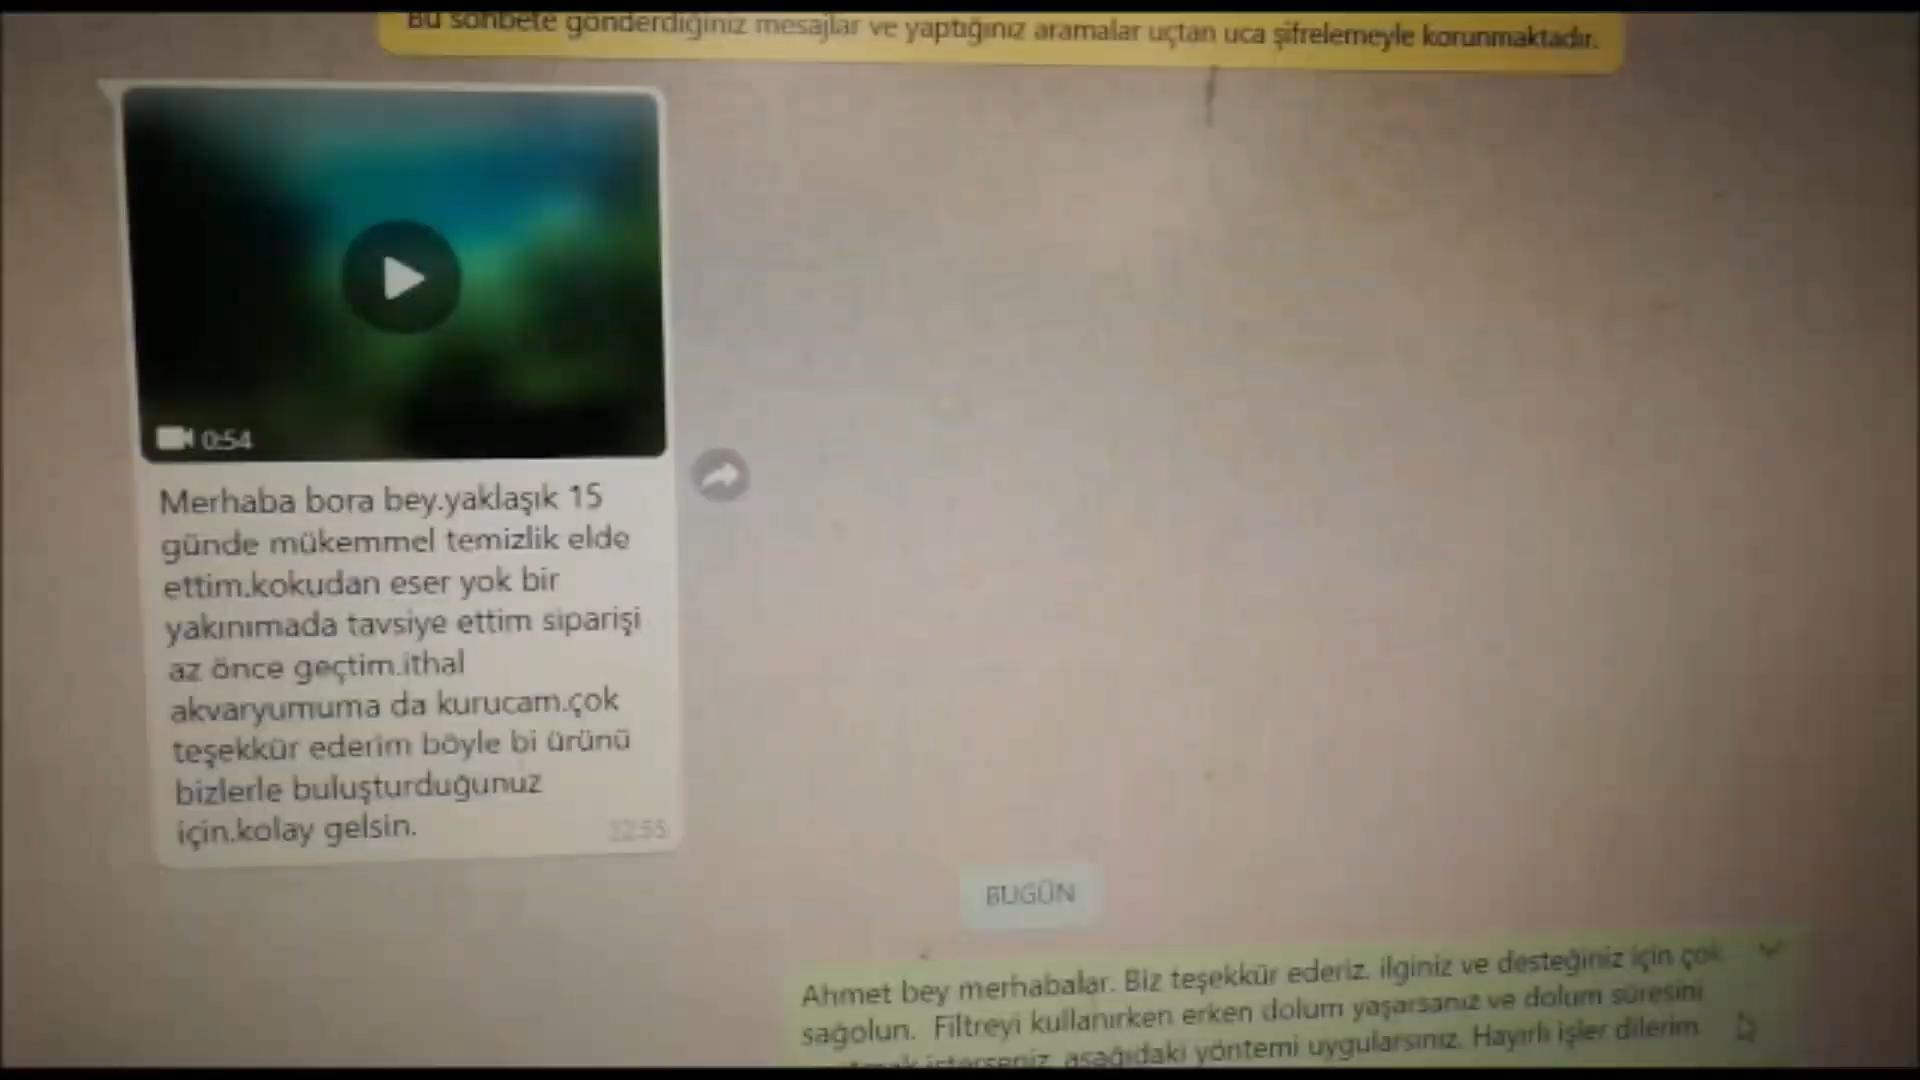 Bu sohbete gönderdiğiniz mesajlar ve yaptığınız aramalar uçtan uca şifrelemeyle korunmaktadır.
0:54
Merhaba bora bey.yaklaşık 15
günde mükemmel temizlik elde
ettim.kokudan eser yok bir
yakınımada tavsiye ettim siparişi
az önce geçtim.ithal
akvaryumuma da kurucam.çok
teşekkür ederim böyle bi ürünü
bizlerle buluşturduğunuz
için.kolay gelsin.
22:55
BUGÜN
Ahmet bey merhabalar. Biz teşekkür ederiz. ilginiz ve desteğiniz için çok
sağolun. Filtreyi kullanırken erken dolum yaşarsanız ve dolum süresini
isterseniz, aşağıdaki yöntemi uygularsınız. Hayırlı işler dilerim